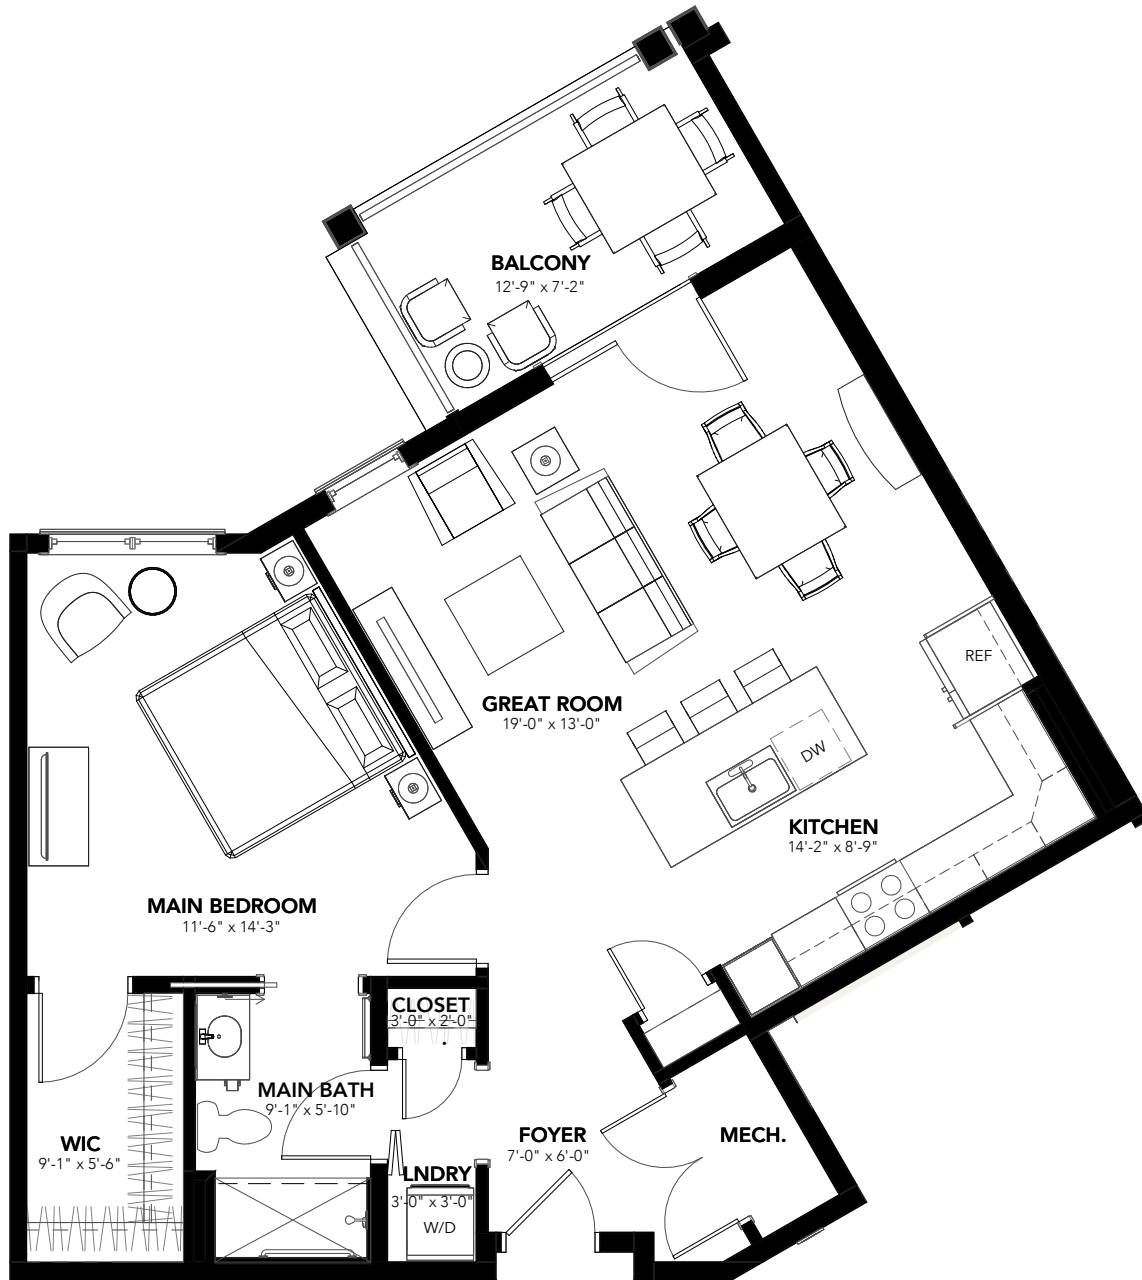 BALCONY
12'-9" x 7'-2"
REF
GREAT ROOM
19'-0" x 13'-0"
DW
KITCHEN
14'-2" x 8'-9"
MAIN BEDROOM
11'-6" x 14'-3"
CLOSET
3'-0" x 2'-0"
MAIN BATH
9'-1" x 5'-10"
WIC
9'-1" x 5'-6"
FOYER
7'-0" x 6'-0"
MECH.
LNDRY
3'-0" x 3'-0"
W/D